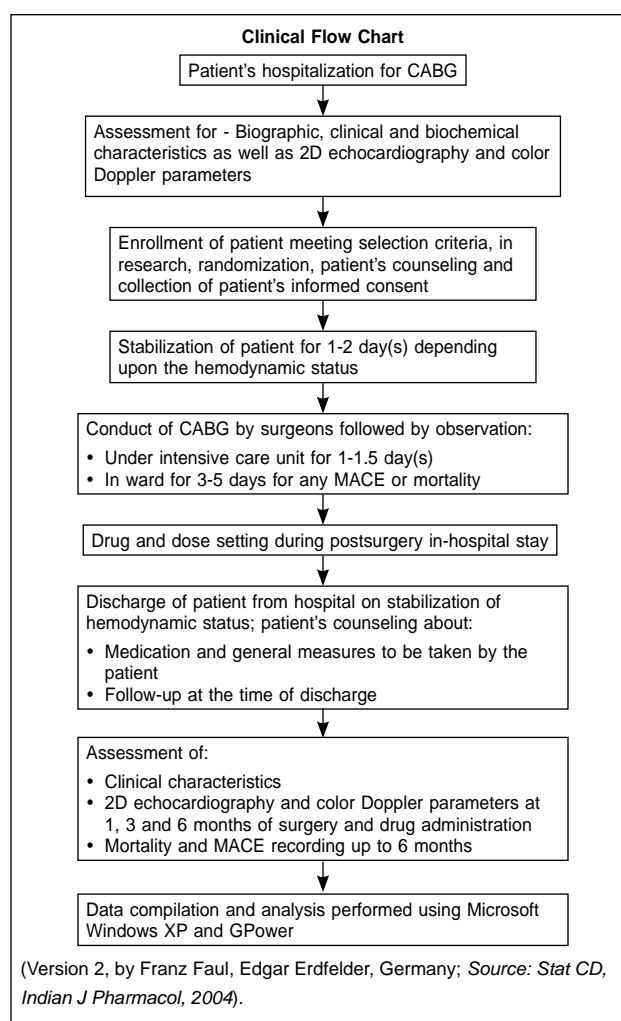 Clinical Flow Chart
Patient's hospitalization for CABG
Assessment for - Biographic, clinical and biochemical
characteristics as well as 2D echocardiography and color
Doppler parameters
Enrollment of patient meeting selection criteria, in
research, randomization, patient's counseling and
collection of patient's informed consent
Stabilization of patient for 1-2 day(s) depending
upon the hemodynamic status
Conduct of CABG by surgeons followed by observation:
• Under intensive care unit for 1-1.5 day(s)
• In ward for 3-5 days for any MACE or mortality
Drug and dose setting during postsurgery in-hospital stay
Discharge of patient from hospital on stabilization of
hemodynamic status; patient's counseling about:
• Medication and general measures to be taken by the
patient
• Follow-up at the time of discharge
Assessment of:
• Clinical characteristics
• 2D echocardiography and color Doppler parameters at
1, 3 and 6 months of surgery and drug administration
• Mortality and MACE recording up to 6 months
Data compilation and analysis performed using Microsoft
Windows XP and GPower
(Version 2, by Franz Faul, Edgar Erdfelder, Germany; Source: Stat CD,
Indian J Pharmacol, 2004).